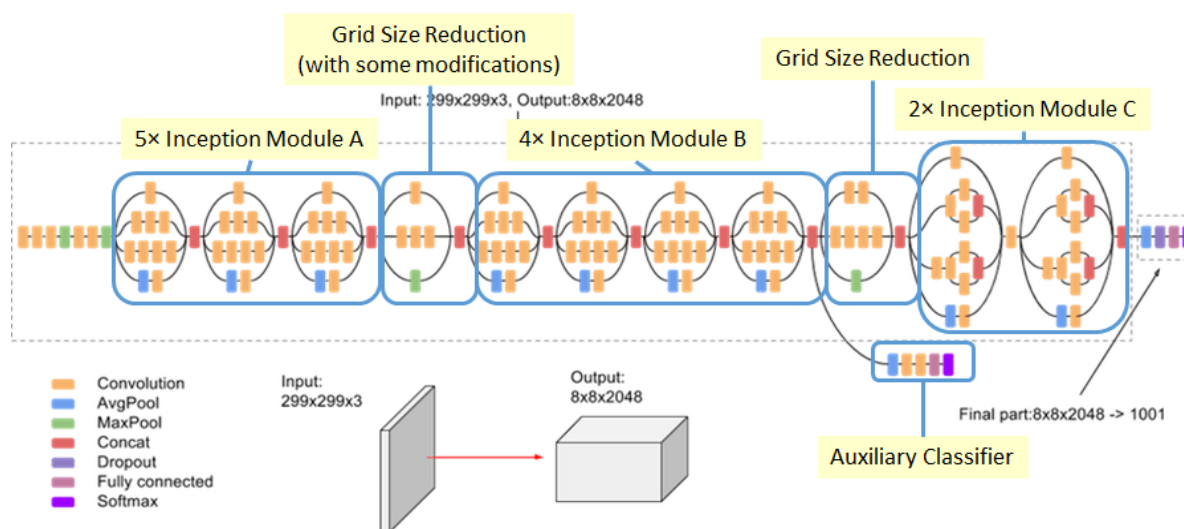 Grid Size Reduction
(with some modifications)
Grid Size Reduction
Input: 299x299x3, Output:8x8x2048
5× Inception Module A
4× Inception Module B
2× Inception Module C
Convolution
AvgPool
MaxPool
Concat
Dropout
Fully connected
Softmax
Input:
299x299x3
Output:
8x8x2048
Final part:8x8x2048 -> 1001
Auxiliary Classifier